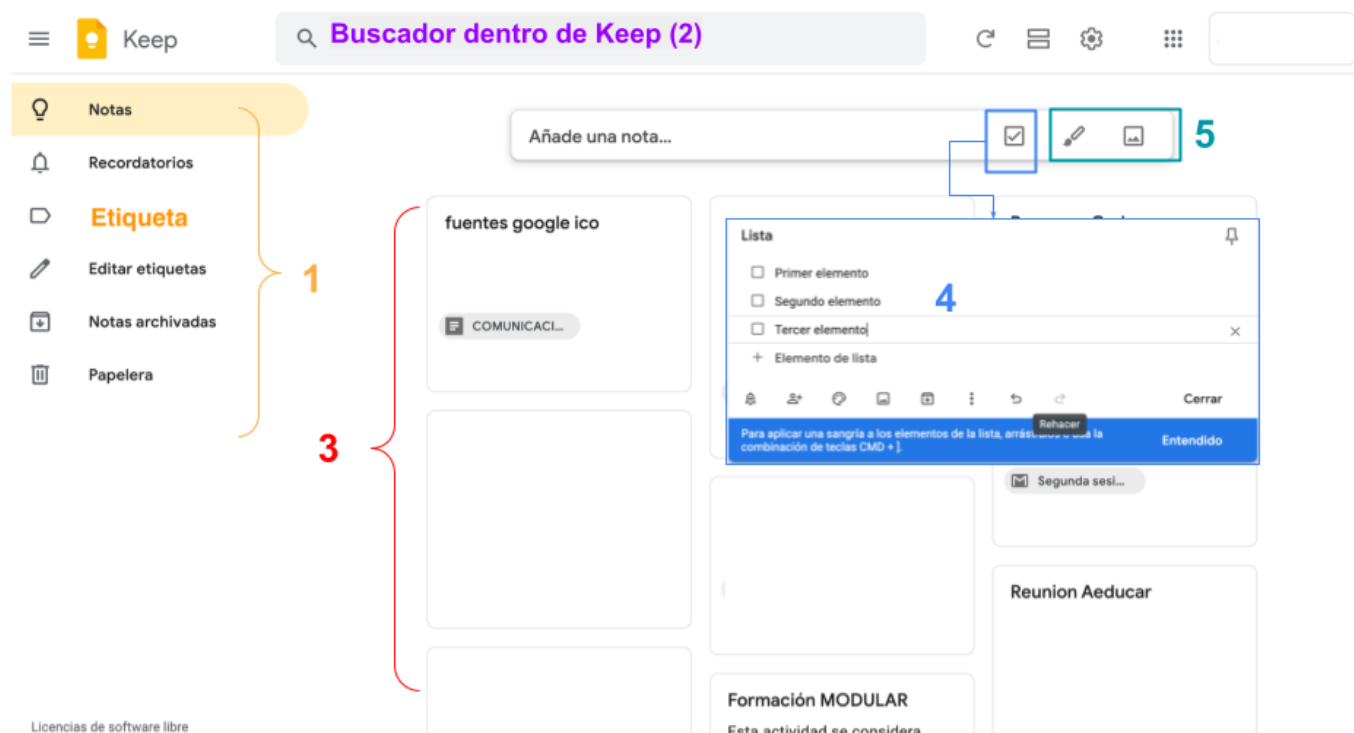 Keep
Buscador dentro de Keep (2)
Notas
Recordatorios
Etiqueta
Editar etiquetas
Notas archivadas
Papelera
1
Añade una nota...
5
3
fuentes google ico
COMUNICACI...
Lista
Primer elemento
Segundo elemento
4
Tercer elemento
Elemento de lista
Cerrar
Rehacer
Para aplicar una sangría a los elementos de la lista, o usa la
combinación de teclas CMD + ].
Entendido
Segunda sesi...
Reunion Aeducar
Formación MODULAR
Esta actividad se considera
Licencias de software libre